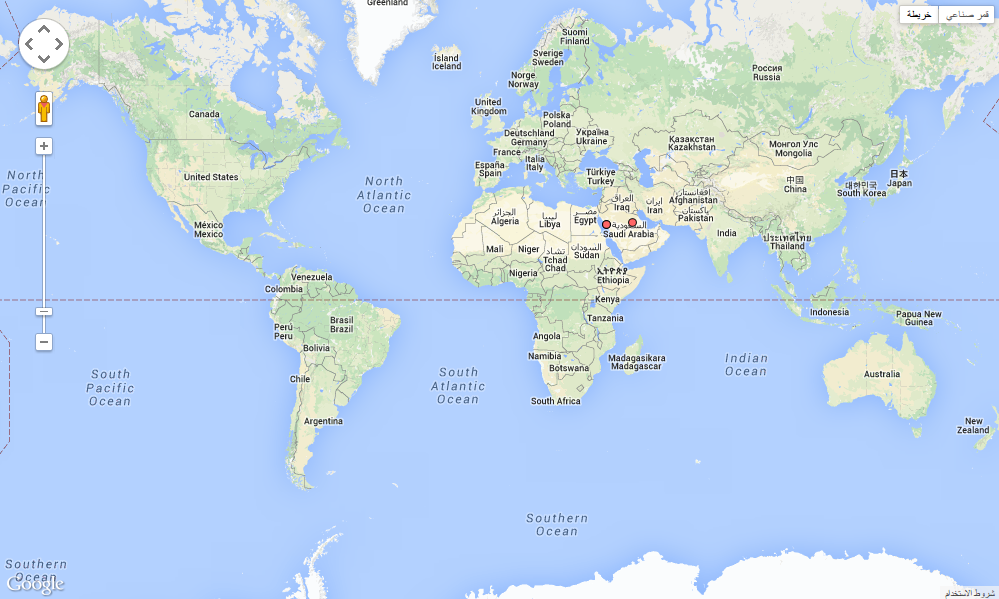 Greenland
قمر صناعي
خريطة
Suomi
Finland
Ísland
Iceland
Sverige
Sweden
Norge
Norway
Россия
Russia
United
Kingdom
Polska
Poland
Canada
Deutschland
Germany
Україна
Ukraine
Казахстан
Kazakhstan
Монгол Улс
Mongolia
France
Italia
Italy
España
Spain
Türkiye
Turkey
North
Pacific
Ocean
United States
North
Atlantic
Ocean
中国
China
대한민국
South Korea
日本
Japan
العراق
Iraq
ایران
Iran
افغانستان
Afghanistan
پاکستان
Pakistan
الجزائر
Algeria
ليبيا
Libya
مصر
Egypt
السعودية
Saudi Arabia
México
Mexico
India
ประเทศไทย
Thailand
Mali
Niger
تشاد
Tchad
Chad
السودان
Sudan
Nigeria
ኢትዮጵያ
Ethiopia
Venezuela
Colombia
Kenya
Indonesia
Papua New
Guinea
Tanzania
Perú
Peru
Brasil
Brazil
Bolivia
Angola
Namibia
Botswana
Madagasikara
Madagascar
Indian
Ocean
Australia
South
Pacific
Ocean
Chile
South
Atlantic
Ocean
South Africa
Argentina
New
Zealand
Southern
Ocean
Southern
Ocean
Google
شروط الاستخدام